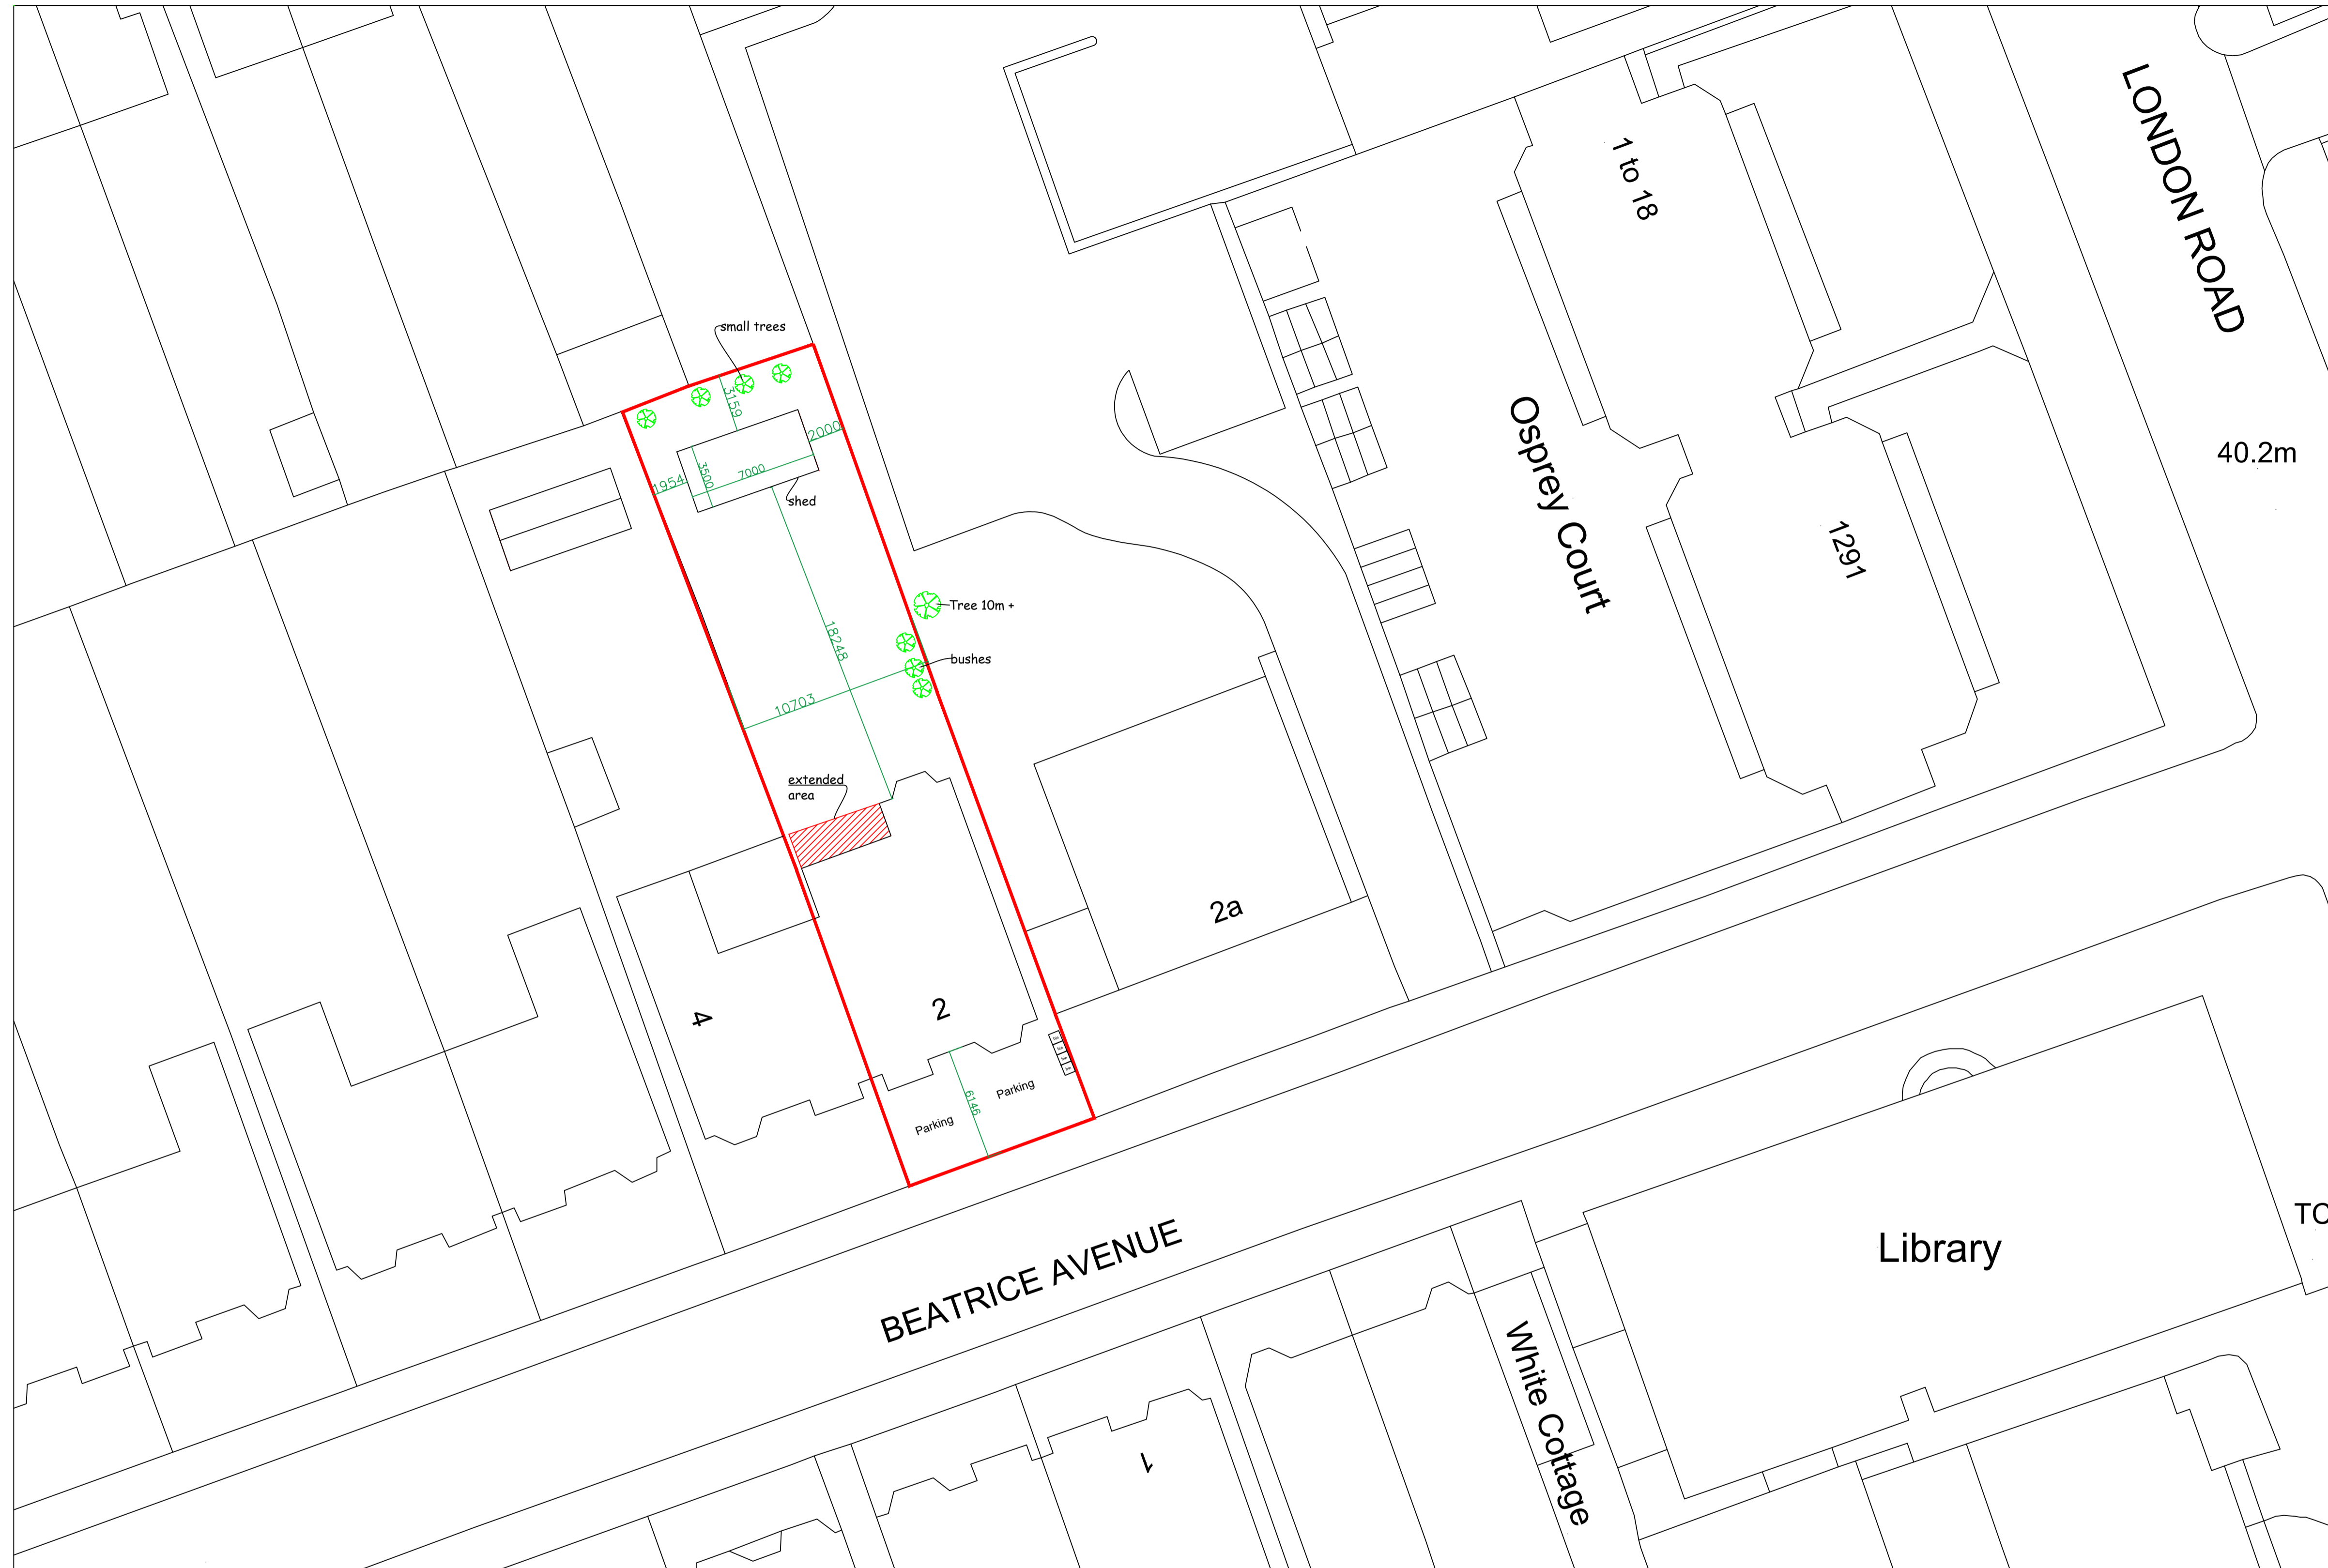 LONDON ROAD
1 to 18
small trees
3159
2000
Osprey Court
40.2m
1954
3500
7000
shed
1291
Tree 10m +
18248
bushes
10703
extended
area
2a
4
2
Parking
6146
Parking
TO
Library
BEATRICE AVENUE
White Cottage
1